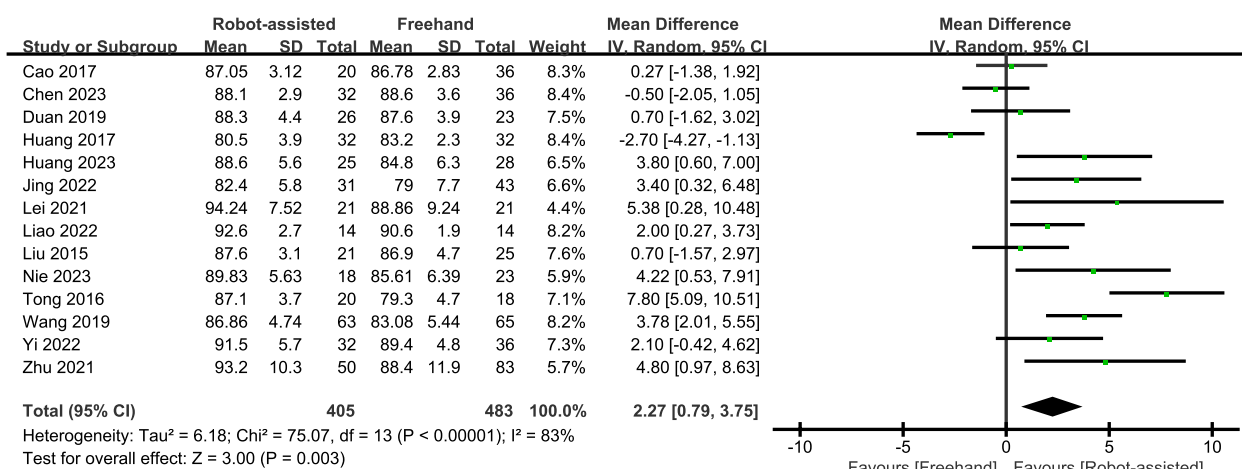 Robot-assisted Freehand Mean Difference Mean Difference
Study or Subgroup Mean SD Total Mean SD Total Weight IV. Random. 95% CI IV. Random. 95% CI
Cao 2017 87.05 3.12 20 86.78 2.83 36 8.3% 0.27 [-1.38, 1.92]
Chen 2023 88.1 2.9 32 88.6 3.6 36 8.4% -0.50 [-2.05, 1.05]
Duan 2019 88.3 4.4 26 87.6 3.9 23 7.5% 0.70 [-1.62, 3.02]
Huang 2017 80.5 3.9 32 83.2 2.3 32 8.4% -2.70 [-4.27, -1.13]
Huang 2023 88.6 5.6 25 84.8 6.3 28 6.5% 3.80 [0.60, 7.00]
Jing 2022 82.4 5.8 31 79 7.7 43 6.6% 3.40 [0.32, 6.48]
Lei 2021 94.24 7.52 21 88.86 9.24 21 4.4% 5.38 [0.28, 10.48]
Liao 2022 92.6 2.7 14 90.6 1.9 14 8.2% 2.00 [0.27, 3.73]
Liu 2015 87.6 3.1 21 86.9 4.7 25 7.6% 0.70 [-1.57, 2.97]
Nie 2023 89.83 5.63 18 85.61 6.39 23 5.9% 4.22 [0.53, 7.91]
Tong 2016 87.1 3.7 20 79.3 4.7 18 7.1% 7.80 [5.09, 10.51]
Wang 2019 86.86 4.74 63 83.08 5.44 65 8.2% 3.78 [2.01, 5.55]
Yi 2022 91.5 5.7 32 89.4 4.8 36 7.3% 2.10 [-0.42, 4.62]
Zhu 2021 93.2 10.3 50 88.4 11.9 83 5.7% 4.80 [0.97, 8.63]
Total (95% CI) 405 483 100.0% 2.27 [0.79, 3.75]
Heterogeneity: Tau² = 6.18; Chi² = 75.07, df = 13 (P < 0.00001); I² = 83%
Test for overall effect: Z = 3.00 (P = 0.003)
-10 -5 0 5 10
Favours [Freehand] Favours [Robot-assisted]